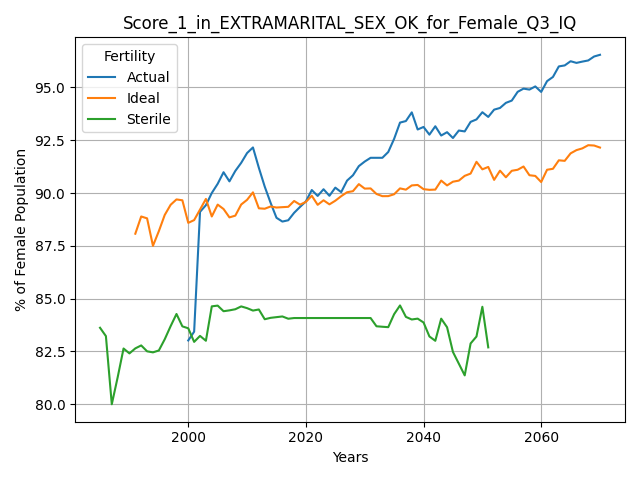 Score_1_in_EXTRAMARITAL_SEX_OK_for_Female_Q3_IQ
Fertility
Actual
Ideal
Sterile
% of Female Population
95.0
92.5
90.0
87.5
85.0
82.5
80.0
2000
2020
2040
2060
Years